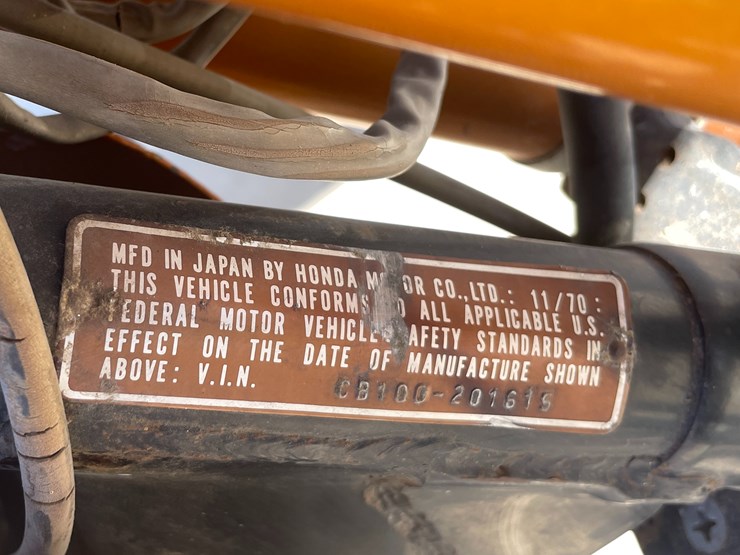 MFD IN JAPAN BY HONDA MOTOR CO.,LTD.: 11/70:
THIS VEHICLE CONFORMS TO ALL APPLICABLE U.S.
FEDERAL MOTOR VEHICLE SAFETY STANDARDS IN
EFFECT ON THE DATE OF MANUFACTURE SHOWN
ABOVE: V.I.N. CB100-201615